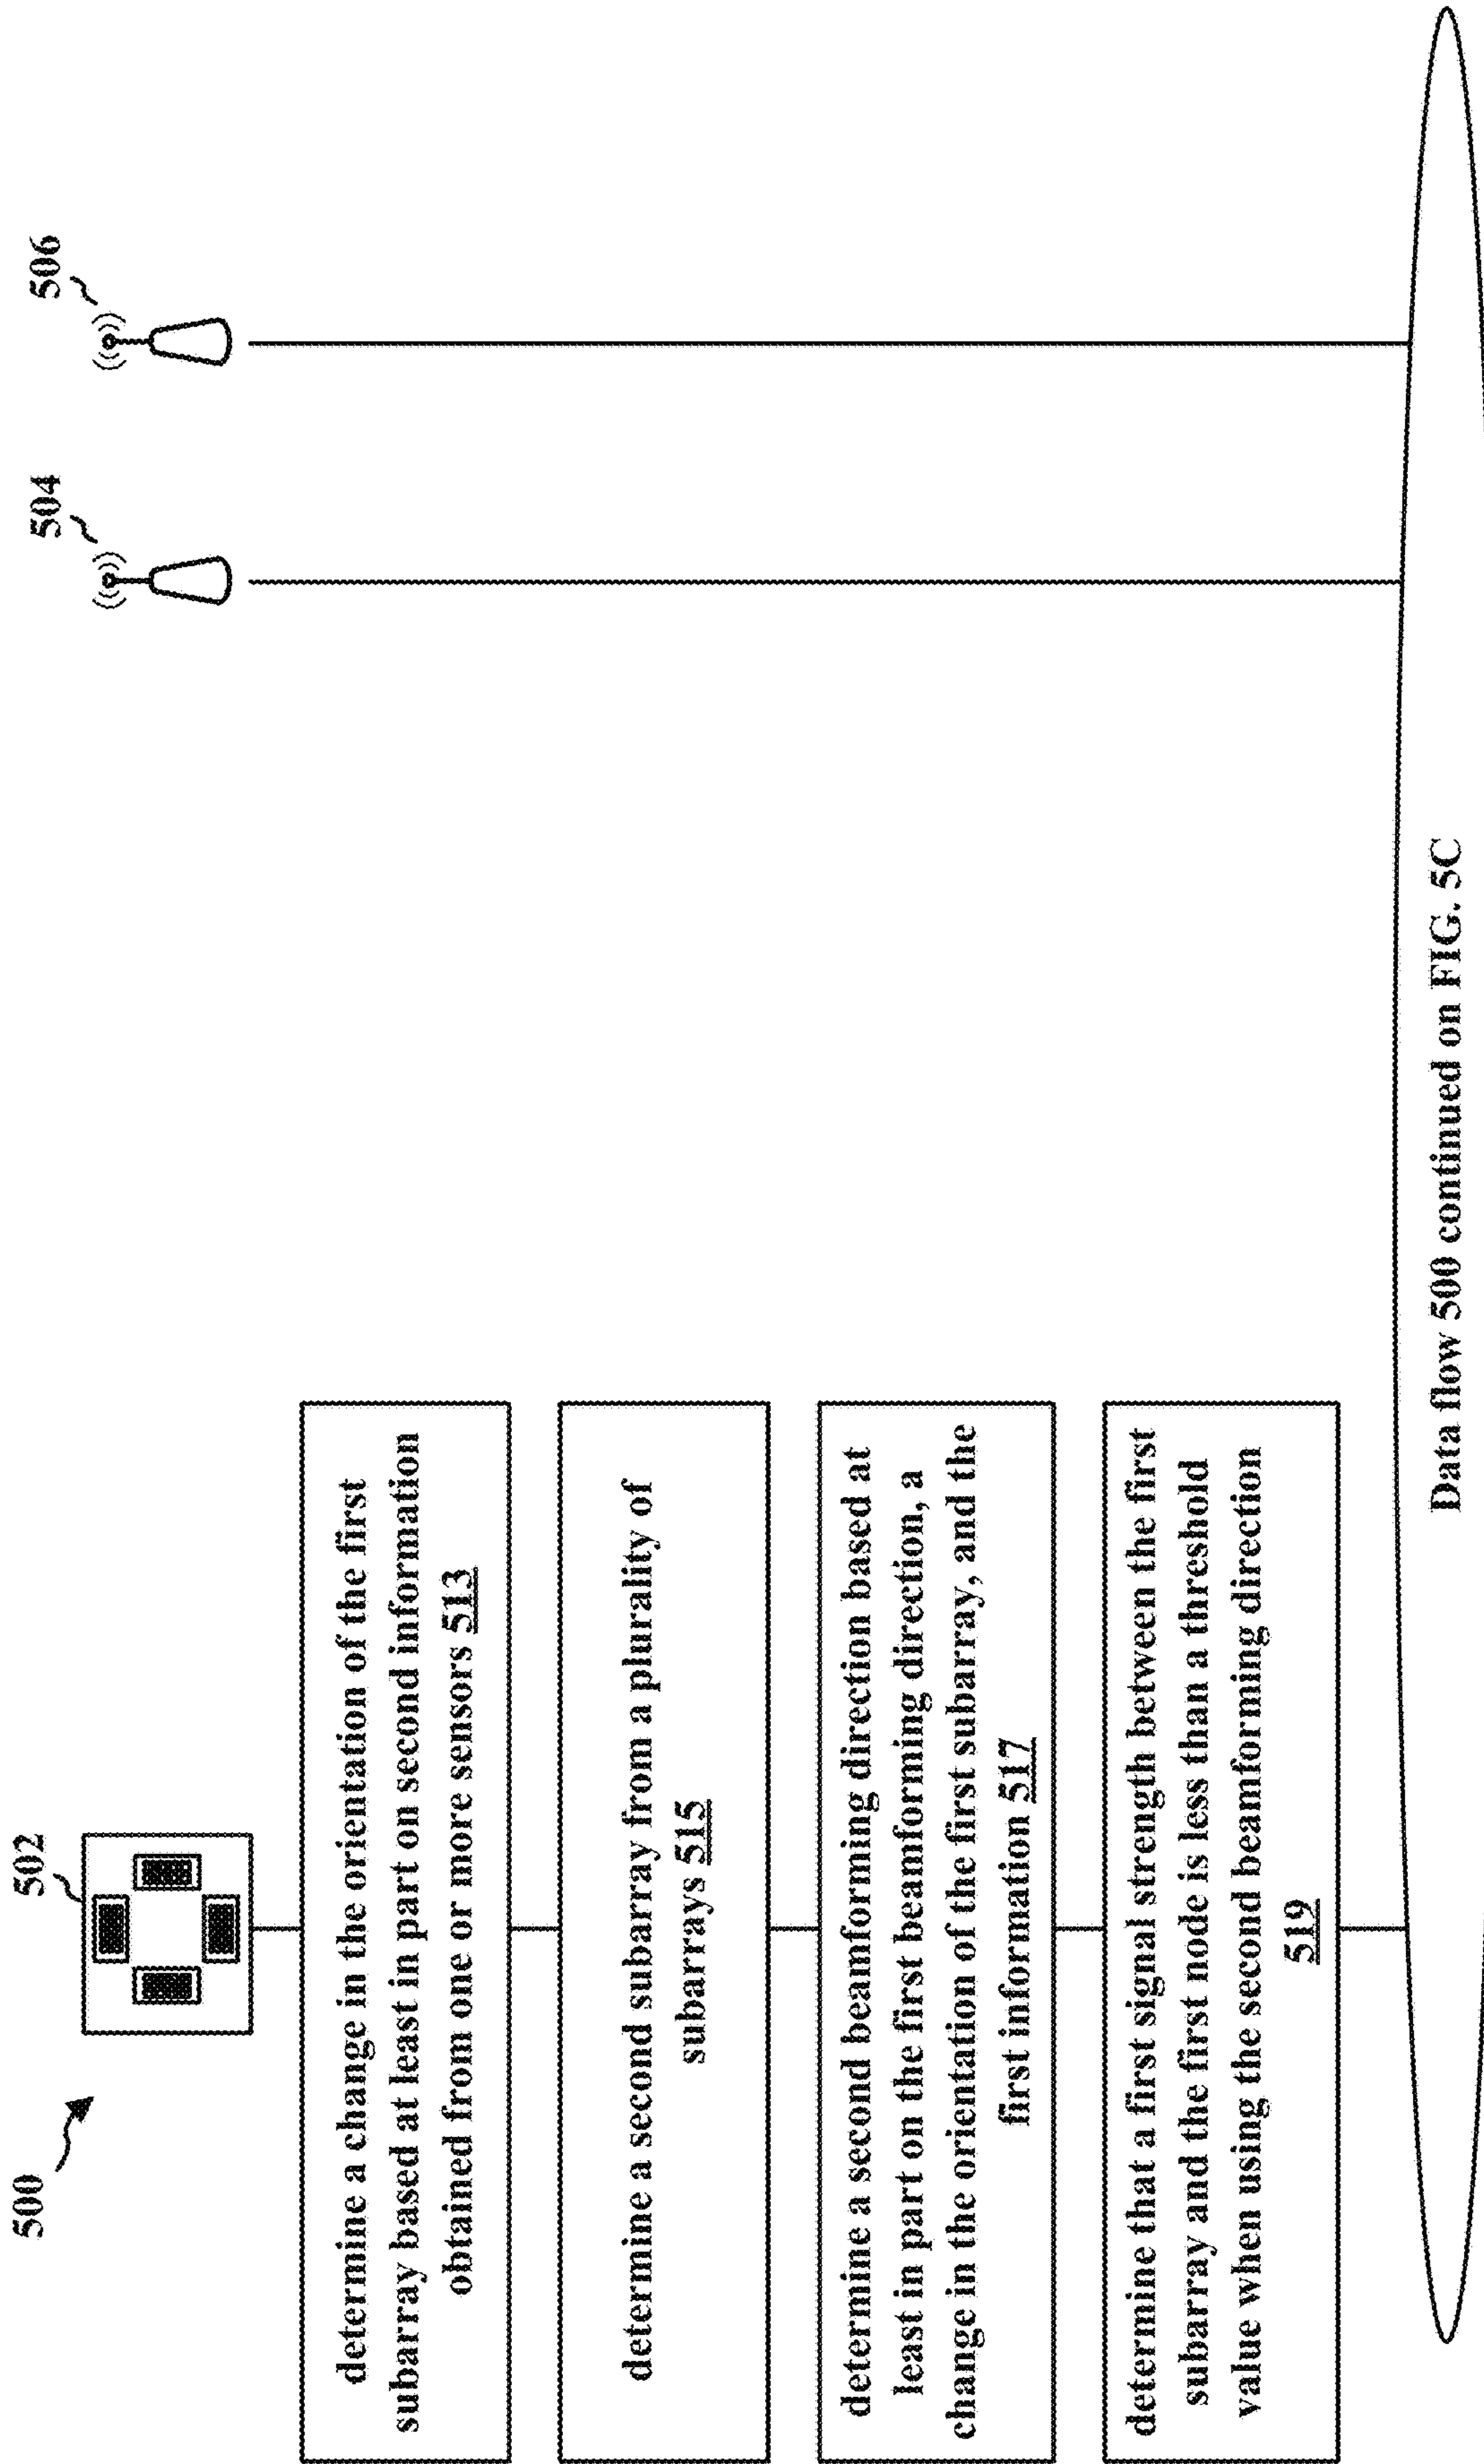 500
502
504
506
determine a change in the orientation of the first
subarray based at least in part on second information
obtained from one or more sensors 513
determine a second subarray from a plurality of
subarrays 515
determine a second beamforming direction based at
least in part on the first beamforming direction, a
change in the orientation of the first subarray, and the
first information 517
determine that a first signal strength between the first
subarray and the first node is less than a threshold
value when using the second beamforming direction
519
Data flow 500 continued on FIG. 5C